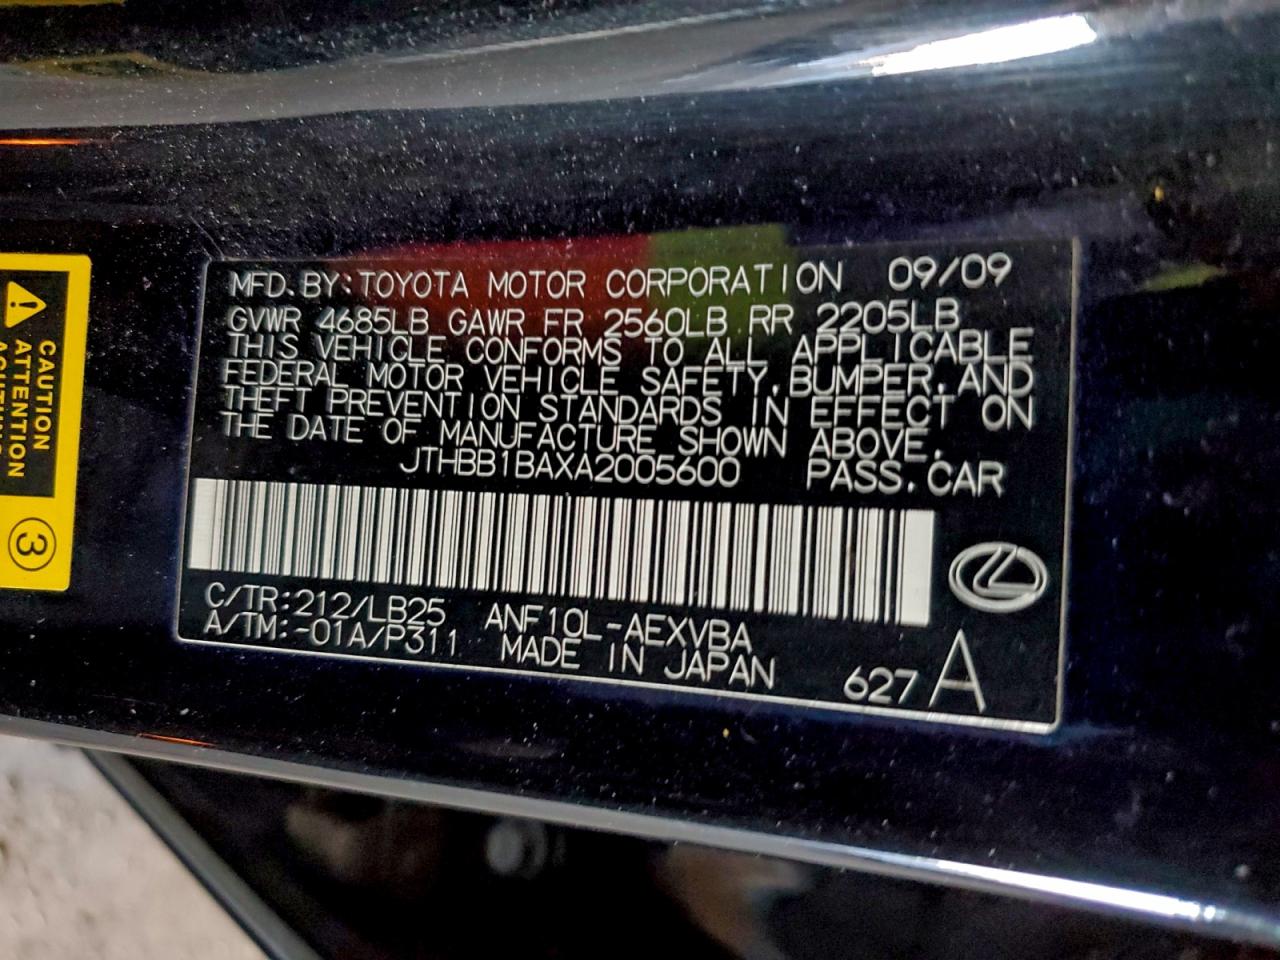 MFD. BY: TOYOTA MOTOR CORPORATION 09/09
GVWR 4685LB GAWR FR 2560LB RR 2205LB
THIS VEHICLE CONFORMS TO ALL APPLICABLE
FEDERAL MOTOR VEHICLE SAFETY, BUMPER, AND
THEFT PREVENTION STANDARDS IN EFFECT ON
THE DATE OF MANUFACTURE SHOWN ABOVE.
JTHBB1BAXA2005600 PASS. CAR
C/TR: 212/LB25 ANF10L-AEXVBA
A/TM: -01A/P311 MADE IN JAPAN
627 A
CAUTION
ATTENTION
3